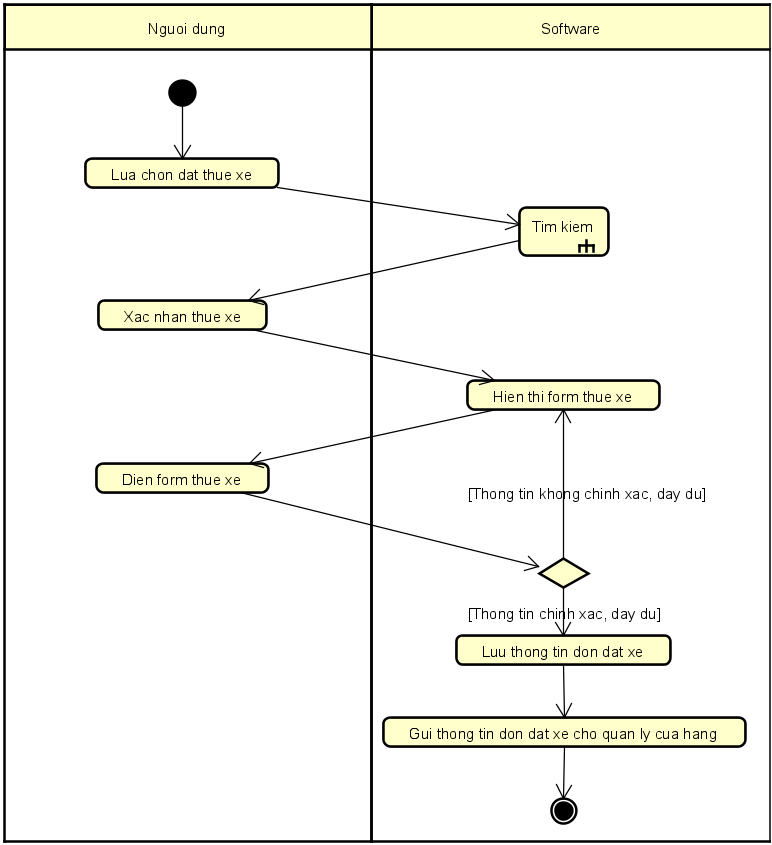 Nguoi dung
Software
Lua chon dat thue xe
Tim kiem
Xac nhan thue xe
Hien thi form thue xe
Dien form thue xe
[Thong tin khong chinh xac, day du]
[Thong tin chinh xac, day du]
Luu thong tin don dat xe
Gui thong tin don dat xe cho quan ly cua hang